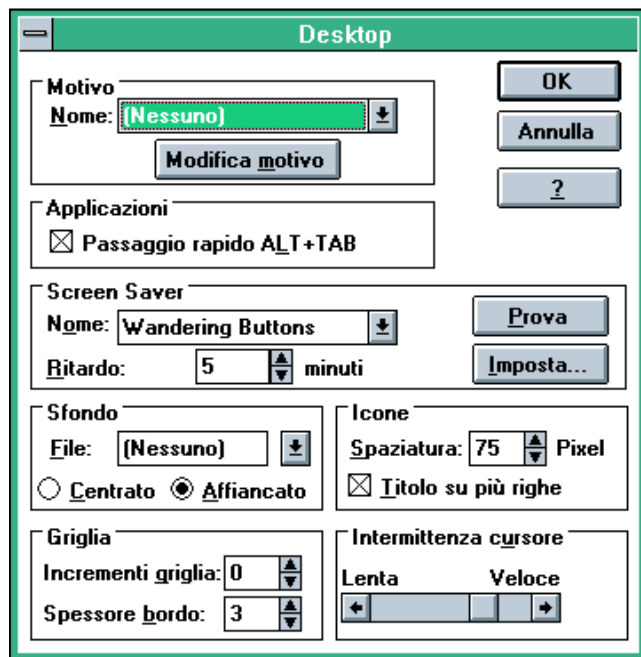 Desktop
Motivo
Nome: (Nessuno)
Modifica motivo
OK
Annulla
?
Applicazioni
Passaggio rapido ALT+TAB
Screen Saver
Nome: Wandering Buttons
Ritardo: 5 minuti
Prova
Imposta...
Sfondo
File: (Nessuno)
Centrato Affiancato
Icone
Spaziatura: 75 Pixel
Titolo su più righe
Griglia
Incrementi griglia: 0
Spessore bordo: 3
Intermittenza cursore
Lenta Veloce